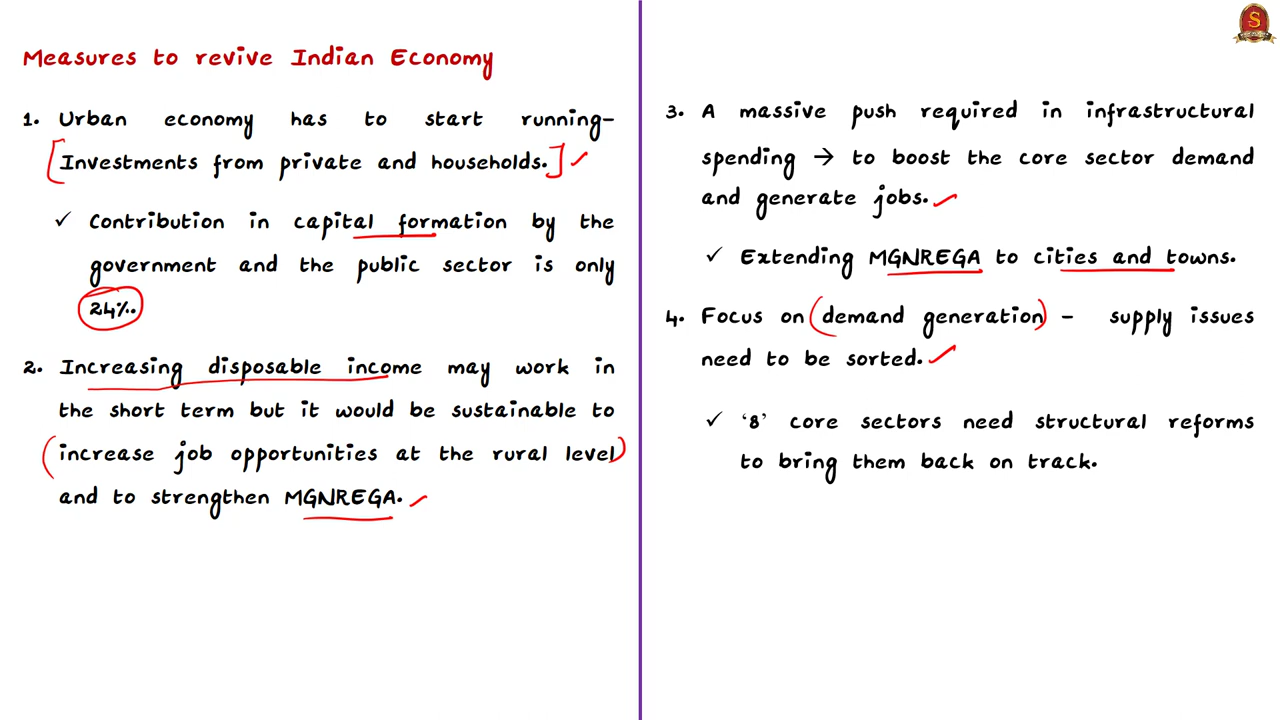 Measures to revive Indian Economy
1. Urban economy has to start running-
Investments from private and households.
✓ Contribution in capital formation by the
government and the public sector is only
24%.
2. Increasing disposable income may work in
the short term but it would be sustainable to
increase job opportunities at the rural level
and to strengthen MGNREGA.
3. A massive push required in infrastructural
spending → to boost the core sector demand
and generate jobs.
✓ Extending MGNREGA to cities and towns.
4. Focus on demand generation - supply issues
need to be sorted.
✓ '8' core sectors need structural reforms
to bring them back on track.
S